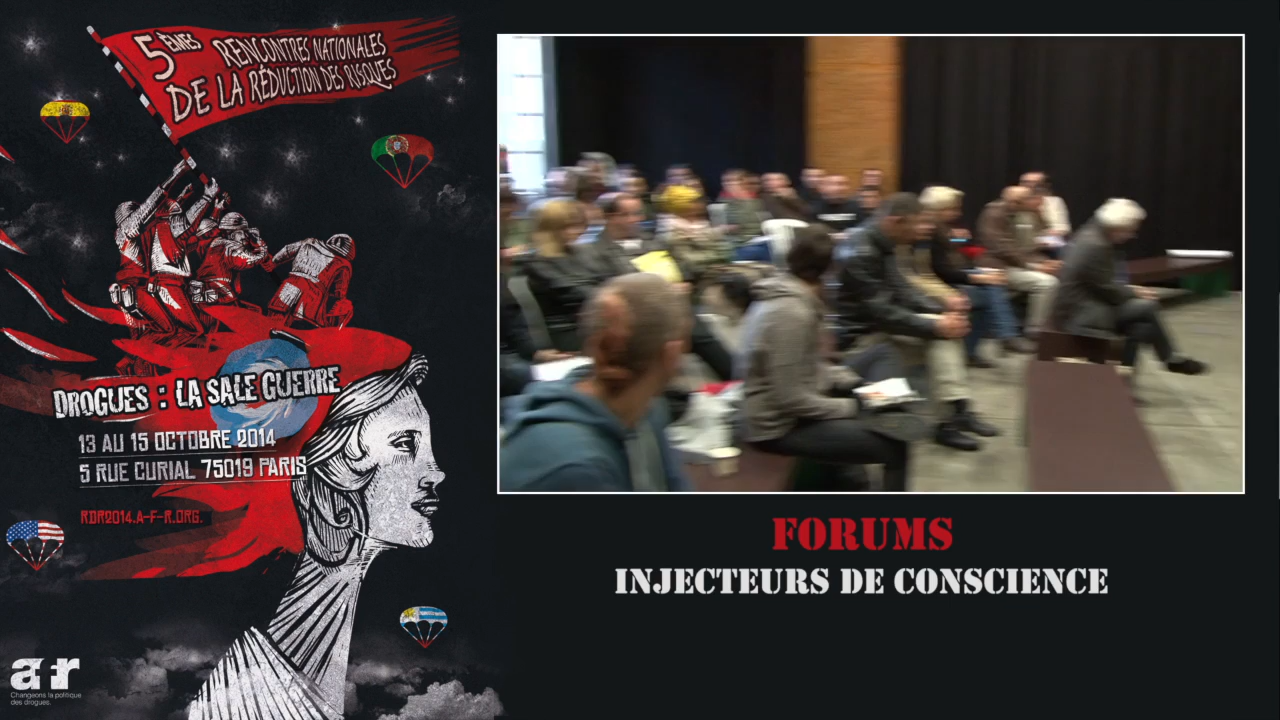 5ÈMES RENCONTRES NATIONALES
DE LA RÉDUCTION DES RISQUES
DROGUES : LA SALE GUERRE
13 AU 15 OCTOBRE 2014
5 RUE CURIAL 75019 PARIS
RDR2014.A-F-R.ORG.
afr
Changeons la politique
des drogues.
FORUMS
INJECTEURS DE CONSCIENCE